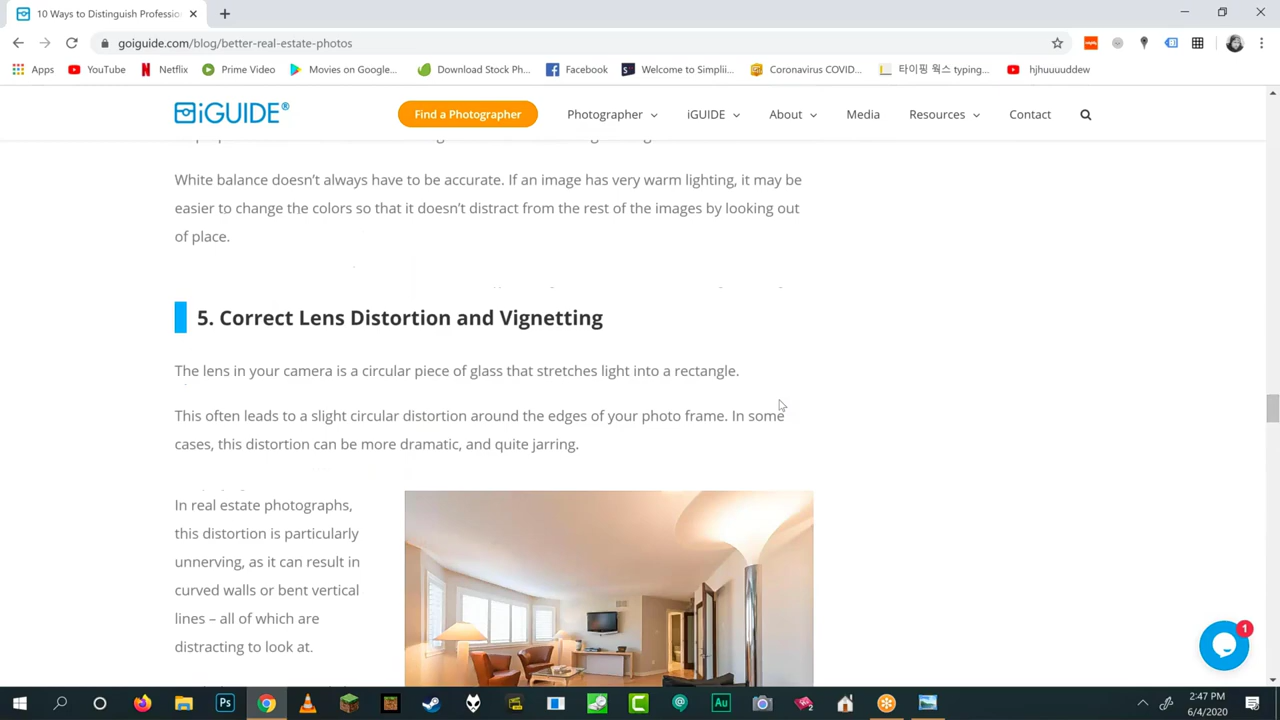 10 Ways to Distinguish Professio
goiguide.com/blog/better-real-estate-photos
Apps
YouTube
Netflix
Prime Video
Movies on Google...
Download Stock Ph...
Facebook
Welcome to Simplii...
Coronavirus COVID...
타이핑 웍스 typing...
hjhuuuuddew
iGUIDE®
Find a Photographer
Photographer
iGUIDE
About
Media
Resources
Contact
White balance doesn’t always have to be accurate. If an image has very warm lighting, it may be
easier to change the colors so that it doesn’t distract from the rest of the images by looking out
of place.
5. Correct Lens Distortion and Vignetting
The lens in your camera is a circular piece of glass that stretches light into a rectangle.
This often leads to a slight circular distortion around the edges of your photo frame. In some
cases, this distortion can be more dramatic, and quite jarring.
In real estate photographs,
this distortion is particularly
unnerving, as it can result in
curved walls or bent vertical
lines – all of which are
distracting to look at.
1
Ps
Au
2:47 PM
6/4/2020